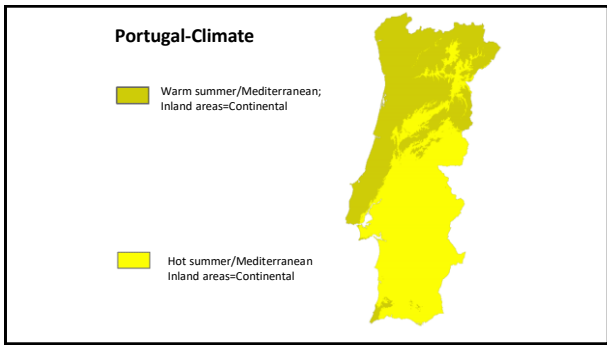 Portugal-Climate
Warm summer/Mediterranean;
Inland areas=Continental
Hot summer/Mediterranean
Inland areas=Continental